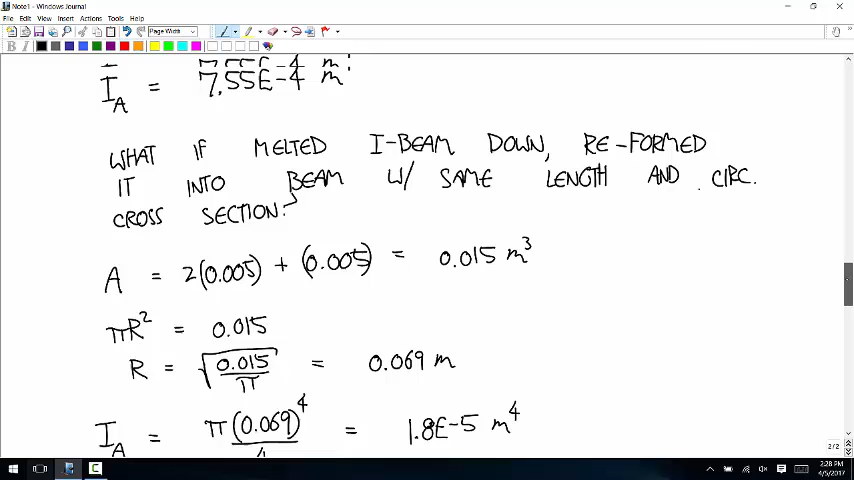 Note1 - Windows Journal
File Edit View Insert Actions Tools Help
Page Width
B I
I_A = 7.55E-4 m
WHAT IF MELTED I-BEAM DOWN, RE-FORMED
IT INTO BEAM W/ SAME LENGTH AND CIRC.
CROSS SECTION?
A = 2(0.005) + (0.005) = 0.015 m³
πR² = 0.015
R = √(0.015/π) = 0.069 m
I_A = π(0.069)⁴/4 = 1.8E-5 m⁴
2/2
2:28 PM
4/5/2017